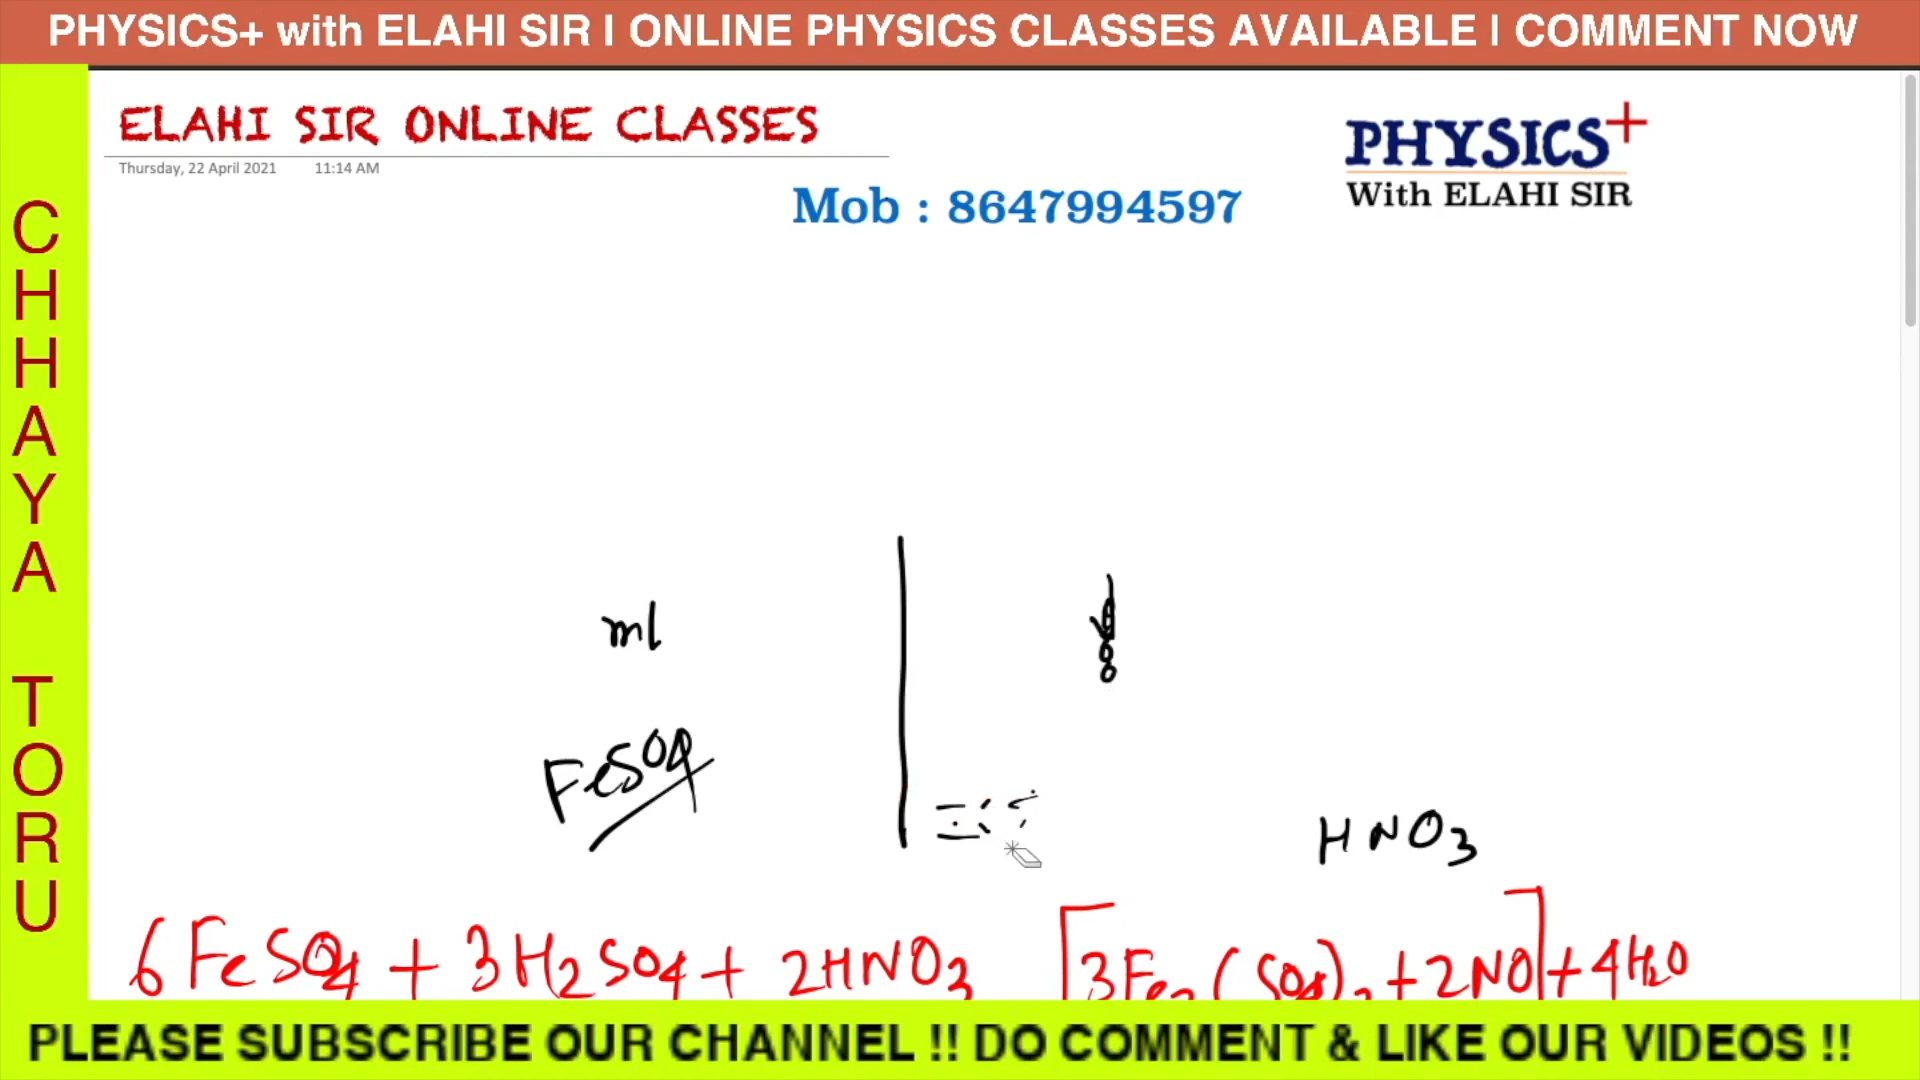 PHYSICS+ with ELAHI SIR I ONLINE PHYSICS CLASSES AVAILABLE I COMMENT NOW
ELAHI SIR ONLINE CLASSES
Thursday, 22 April 2021 11:14 AM
PHYSICS+
With ELAHI SIR
Mob : 8647994597
CHHAYA TORU
ml
FeSO4
HNO3
6FeSO4 + 3H2SO4 + 2HNO3 [3Fe2(SO4)3 + 2NO] + 4H2O
PLEASE SUBSCRIBE OUR CHANNEL !! DO COMMENT & LIKE OUR VIDEOS !!